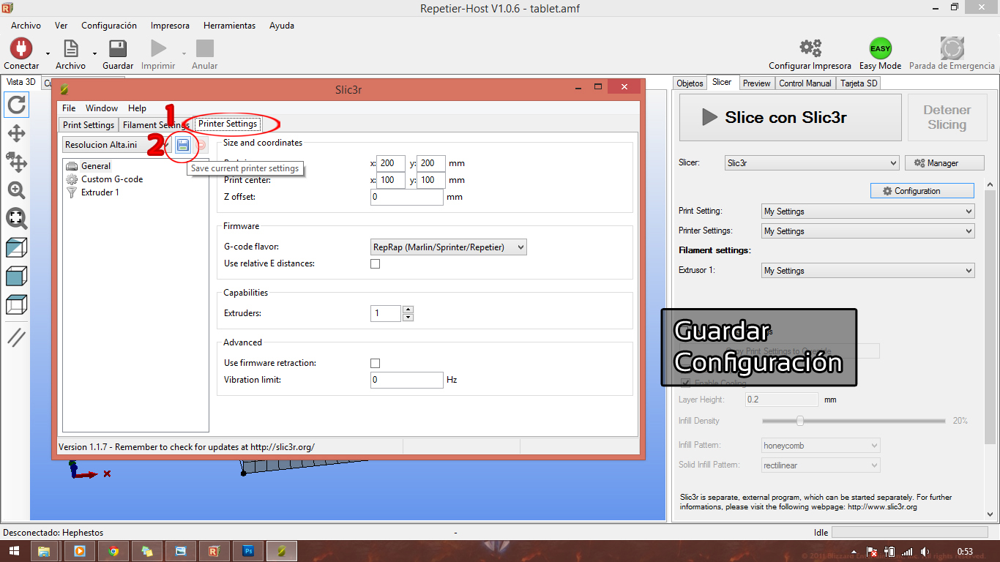 Repetier-Host V1.0.6 - tablet.amf
Archivo Ver Configuración Impresora Herramientas Ayuda
Conectar Archivo Guardar Imprimir Anular
Configurar Impresora EASY Easy Mode Parada de Emergencia
Vista 3D
Slic3r
File Window Help
Print Settings Filament Settings Printer Settings
1
2
Resolucion Alta.ini
Save current printer settings
General
Custom G-code
Extruder 1
Size and coordinates
x: 200 y: 200 mm
Print center: x: 100 y: 100 mm
Z offset: 0 mm
Firmware
G-code flavor: RepRap (Marlin/Sprinter/Repetier)
Use relative E distances:
Capabilities
Extruders: 1
Advanced
Use firmware retraction:
Vibration limit: 0 Hz
Version 1.1.7 - Remember to check for updates at http://slic3r.org/
X
Objetos Slicer Preview Control Manual Tarjeta SD
Slice con Slic3r
Detener
Slicing
Slicer: Slic3r Manager
Configuration
Print Setting: My Settings
Printer Settings: My Settings
Filament settings:
Extrusor 1: My Settings
Guardar
Configuración
Copy Print Settings to Override
Enable Cooling
Layer Height: 0.2 mm
Infill Density 20%
Infill Pattern: honeycomb
Solid Infill Pattern: rectilinear
Slic3r is separate, external program, which can be started separately. For further
informations, please visit the following webpage: http://www.slic3r.org
Desconectado: Hephestos - Idle
Ps
0:53